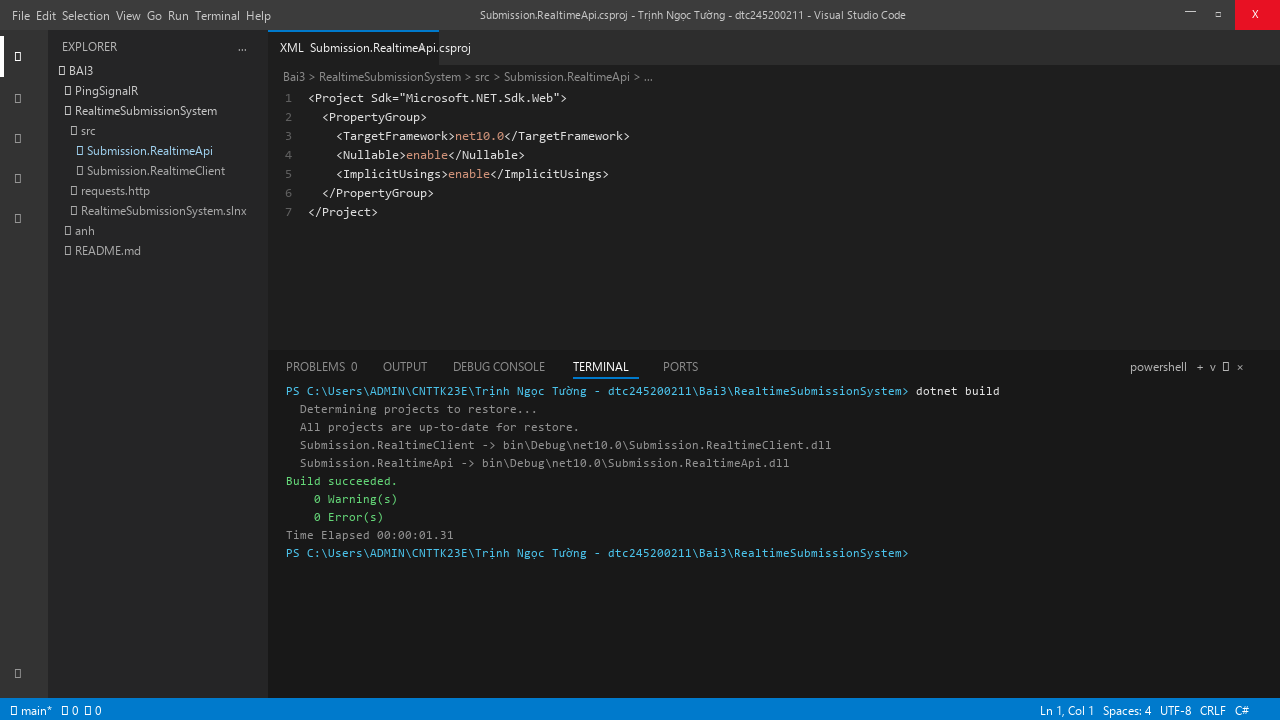 File Edit Selection View Go Run Terminal Help
Submission.RealtimeApi.csproj - Trịnh Ngọc Tường - dtc245200211 - Visual Studio Code
X
EXPLORER ...
BAI3
PingSignalR
RealtimeSubmissionSystem
src
Submission.RealtimeApi
Submission.RealtimeClient
requests.http
RealtimeSubmissionSystem.slnx
anh
README.md
XML Submission.RealtimeApi.csproj
Bai3 > RealtimeSubmissionSystem > src > Submission.RealtimeApi > ...
1 <Project Sdk="Microsoft.NET.Sdk.Web">
2 <PropertyGroup>
3 <TargetFramework>net10.0</TargetFramework>
4 <Nullable>enable</Nullable>
5 <ImplicitUsings>enable</ImplicitUsings>
6 </PropertyGroup>
7 </Project>
PROBLEMS 0 OUTPUT DEBUG CONSOLE TERMINAL PORTS
powershell + v ×
PS C:\Users\ADMIN\CNTTK23E\Trịnh Ngọc Tường - dtc245200211\Bai3\RealtimeSubmissionSystem> dotnet build
Determining projects to restore...
All projects are up-to-date for restore.
Submission.RealtimeClient -> bin\Debug\net10.0\Submission.RealtimeClient.dll
Submission.RealtimeApi -> bin\Debug\net10.0\Submission.RealtimeApi.dll
Build succeeded.
0 Warning(s)
0 Error(s)
Time Elapsed 00:00:01.31
PS C:\Users\ADMIN\CNTTK23E\Trịnh Ngọc Tường - dtc245200211\Bai3\RealtimeSubmissionSystem>
main* 0 0
Ln 1, Col 1 Spaces: 4 UTF-8 CRLF C#